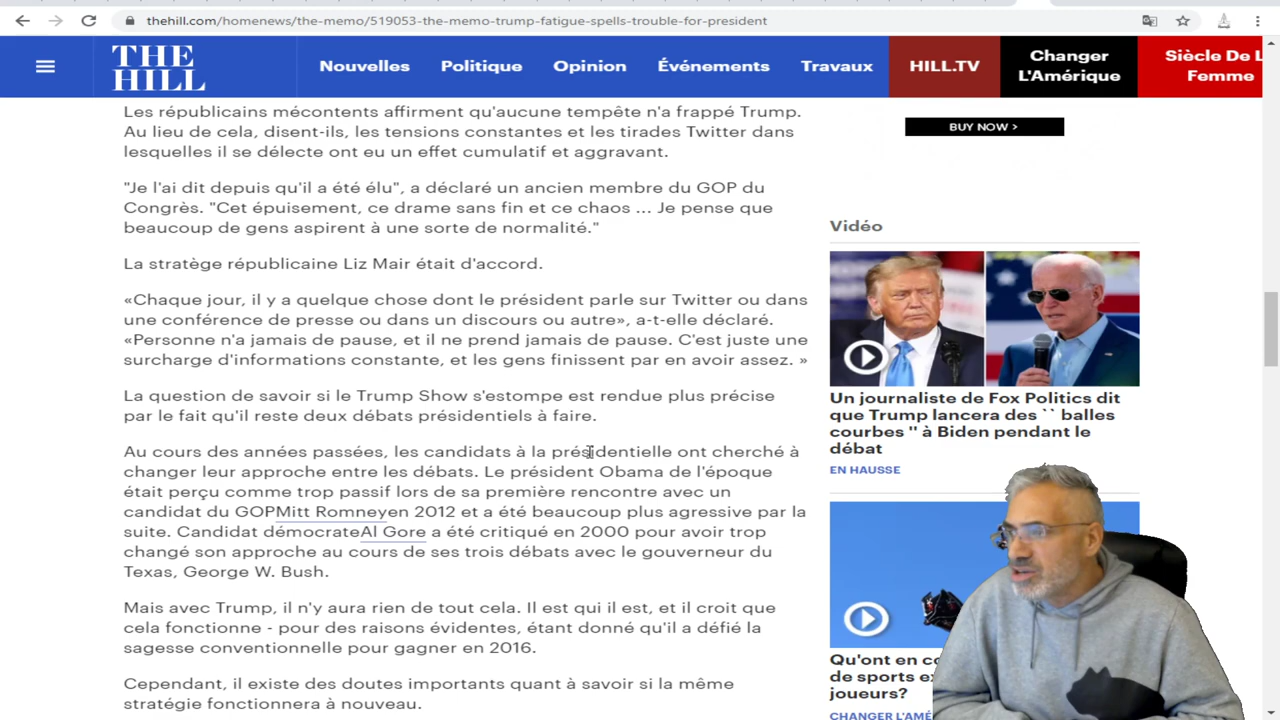 thehill.com/homenews/the-memo/519053-the-memo-trump-fatigue-spells-trouble-for-president
THE HILL
Nouvelles Politique Opinion Événements Travaux HILL.TV
Changer L'Amérique
Siècle De L
Femme
Les républicains mécontents affirment qu'aucune tempête n'a frappé Trump.
Au lieu de cela, disent-ils, les tensions constantes et les tirades Twitter dans
lesquelles il se délecte ont eu un effet cumulatif et aggravant.
"Je l'ai dit depuis qu'il a été élu", a déclaré un ancien membre du GOP du
Congrès. "Cet épuisement, ce drame sans fin et ce chaos ... Je pense que
beaucoup de gens aspirent à une sorte de normalité."
La stratège républicaine Liz Mair était d'accord.
«Chaque jour, il y a quelque chose dont le président parle sur Twitter ou dans
une conférence de presse ou dans un discours ou autre», a-t-elle déclaré.
«Personne n'a jamais de pause, et il ne prend jamais de pause. C'est juste une
surcharge d'informations constante, et les gens finissent par en avoir assez. »
La question de savoir si le Trump Show s'estompe est rendue plus précise
par le fait qu'il reste deux débats présidentiels à faire.
Au cours des années passées, les candidats à la présidentielle ont cherché à
changer leur approche entre les débats. Le président Obama de l'époque
était perçu comme trop passif lors de sa première rencontre avec un
candidat du GOPMitt Romneyen 2012 et a été beaucoup plus agressive par la
suite. Candidat démocrateAl Gore a été critiqué en 2000 pour avoir trop
changé son approche au cours de ses trois débats avec le gouverneur du
Texas, George W. Bush.
Mais avec Trump, il n'y aura rien de tout cela. Il est qui il est, et il croit que
cela fonctionne - pour des raisons évidentes, étant donné qu'il a défié la
sagesse conventionnelle pour gagner en 2016.
Cependant, il existe des doutes importants quant à savoir si la même
stratégie fonctionnera à nouveau.
BUY NOW >
Vidéo
Un journaliste de Fox Politics dit
que Trump lancera des `` balles
courbes '' à Biden pendant le
débat
EN HAUSSE
Qu'ont en co
de sports ex
joueurs?
CHANGER L'AMÉ